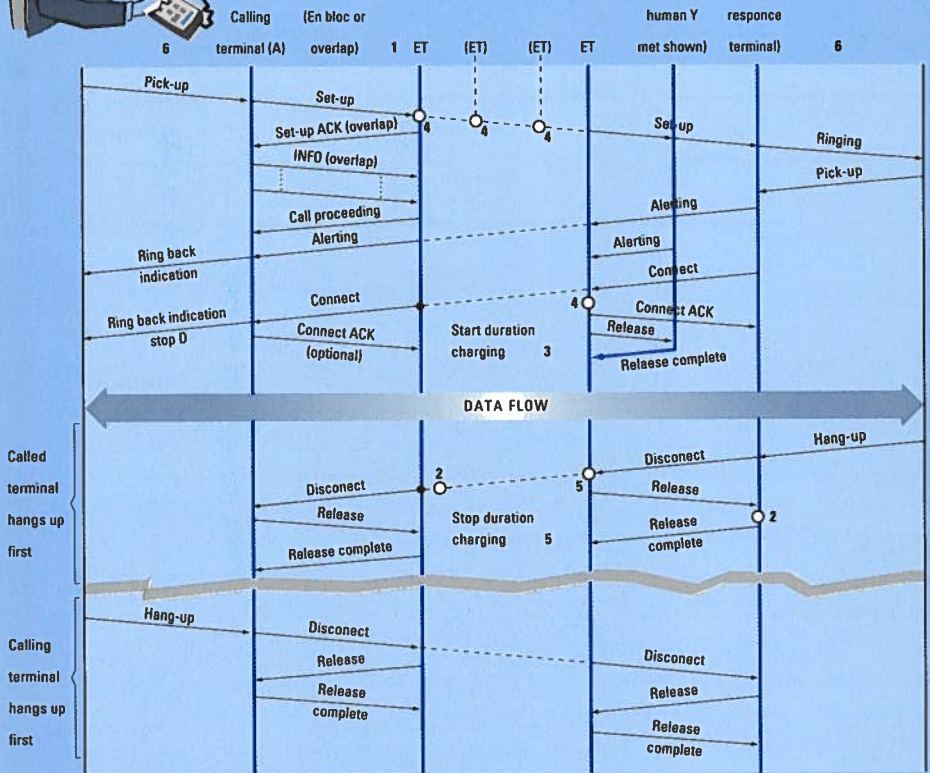 Calling (En bloc or human Y responce
6 terminal (A) overlap) 1 ET (ET) (ET) ET met shown) terminal) 6
Pick-up
Set-up
4 4 4
Set-up
Set-up ACK (overlap)
Ringing
INFO (overlap)
Pick-up
Call proceeding
Alerting
Alerting
Alerting
Ring back
indication
Connect
Connect
4
Connect ACK
Ring back indication
stop D
Connect ACK
(optional)
Start duration
charging 3
Release
Relaese complete
DATA FLOW
Called
terminal
hangs up
first
Hang-up
Disconect
5
2
Disconect
Release
2
Release
Stop duration
charging 5
Release
complete
Release complete
Calling
terminal
hangs up
first
Hang-up
Disconect
Disconect
Release
Release
Release
complete
Release
complete